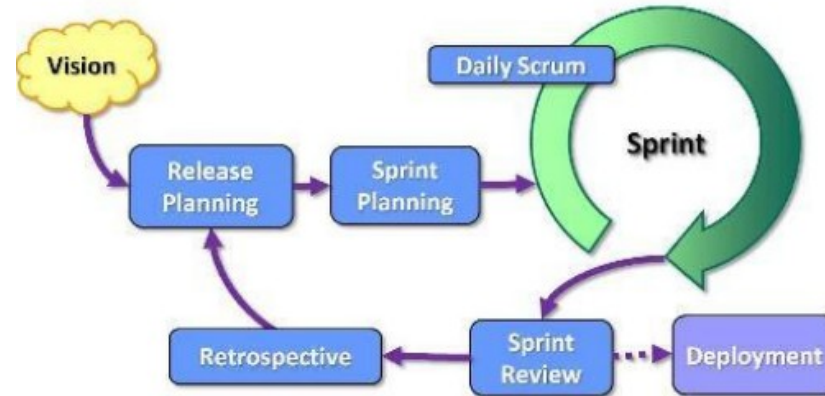 Vision
Daily Scrum
Release
Planning
Sprint
Planning
Sprint
Retrospective
Sprint
Review
Deployment